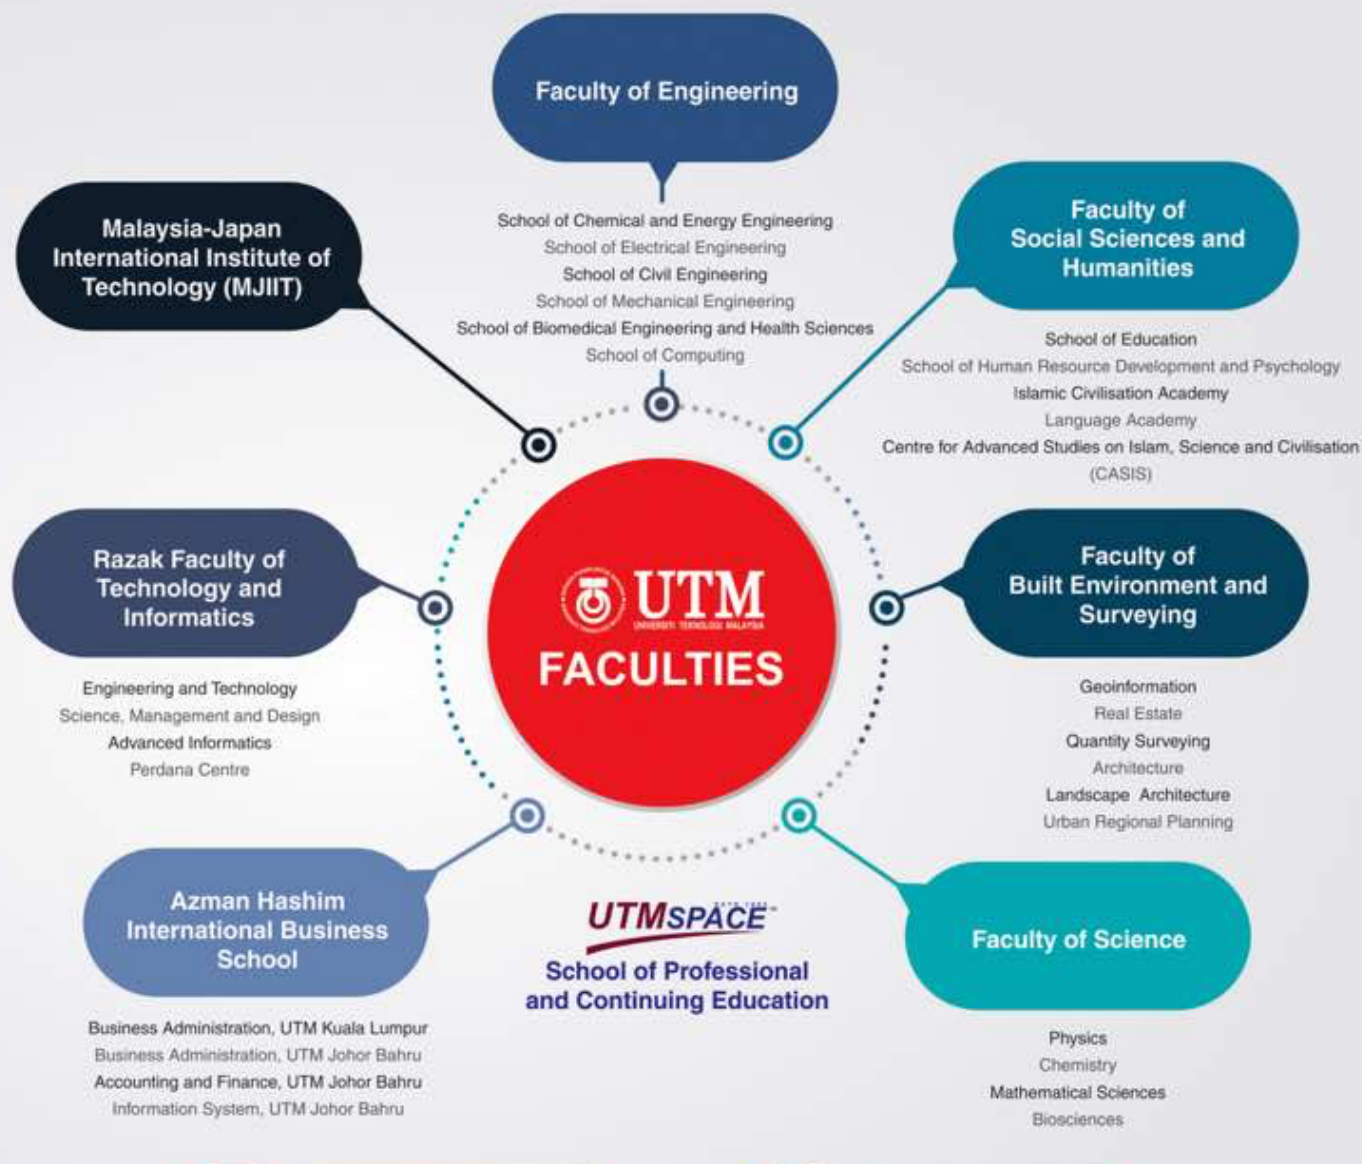 Faculty of Engineering
School of Chemical and Energy Engineering
School of Electrical Engineering
School of Civil Engineering
School of Mechanical Engineering
School of Biomedical Engineering and Health Sciences
School of Computing
Malaysia-Japan
International Institute of
Technology (MJIIT)
Faculty of
Social Sciences and
Humanities
School of Education
School of Human Resource Development and Psychology
Islamic Civilisation Academy
Language Academy
Centre for Advanced Studies on Islam, Science and Civilisation
(CASIS)
Razak Faculty of
Technology and
Informatics
Engineering and Technology
Science, Management and Design
Advanced Informatics
Perdana Centre
UTM
UNIVERSITI TEKNOLOGI MALAYSIA
FACULTIES
Faculty of
Built Environment and
Surveying
Geoinformation
Real Estate
Quantity Surveying
Architecture
Landscape Architecture
Urban Regional Planning
Azman Hashim
International Business
School
Business Administration, UTM Kuala Lumpur
Business Administration, UTM Johor Bahru
Accounting and Finance, UTM Johor Bahru
Information System, UTM Johor Bahru
UTMSPACE
School of Professional
and Continuing Education
Faculty of Science
Physics
Chemistry
Mathematical Sciences
Biosciences